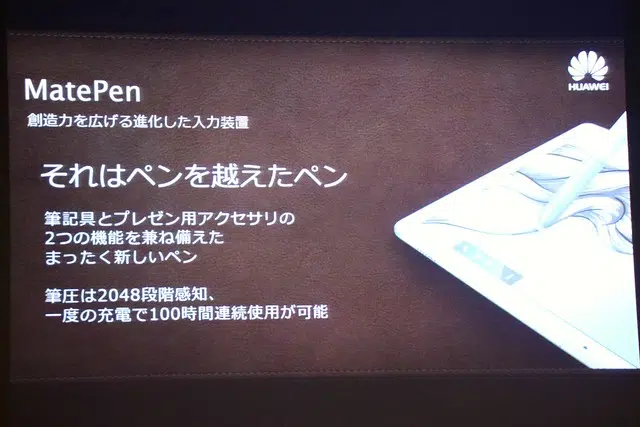 MatePen
HUAWEI
創造力を広げる進化した入力装置
それはペンを越えたペン
筆記具とプレゼン用アクセサリの
2つの機能を兼ね備えた
まったく新しいペン
筆圧は2048段階感知、
一度の充電で100時間連続使用が可能